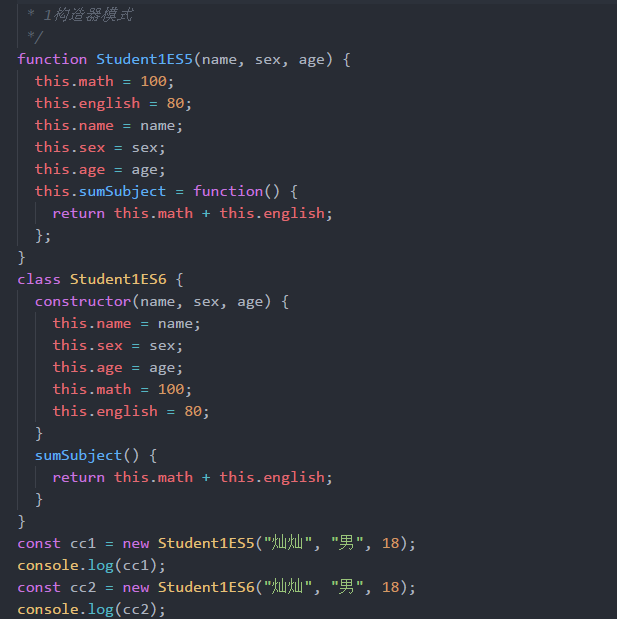 * 1构造器模式
*/
function Student1ES5(name, sex, age) {
this.math = 100;
this.english = 80;
this.name = name;
this.sex = sex;
this.age = age;
this.sumSubject = function() {
return this.math + this.english;
};
}
class Student1ES6 {
constructor(name, sex, age) {
this.name = name;
this.sex = sex;
this.age = age;
this.math = 100;
this.english = 80;
}
sumSubject() {
return this.math + this.english;
}
}
const cc1 = new Student1ES5("灿灿", "男", 18);
console.log(cc1);
const cc2 = new Student1ES6("灿灿", "男", 18);
console.log(cc2);